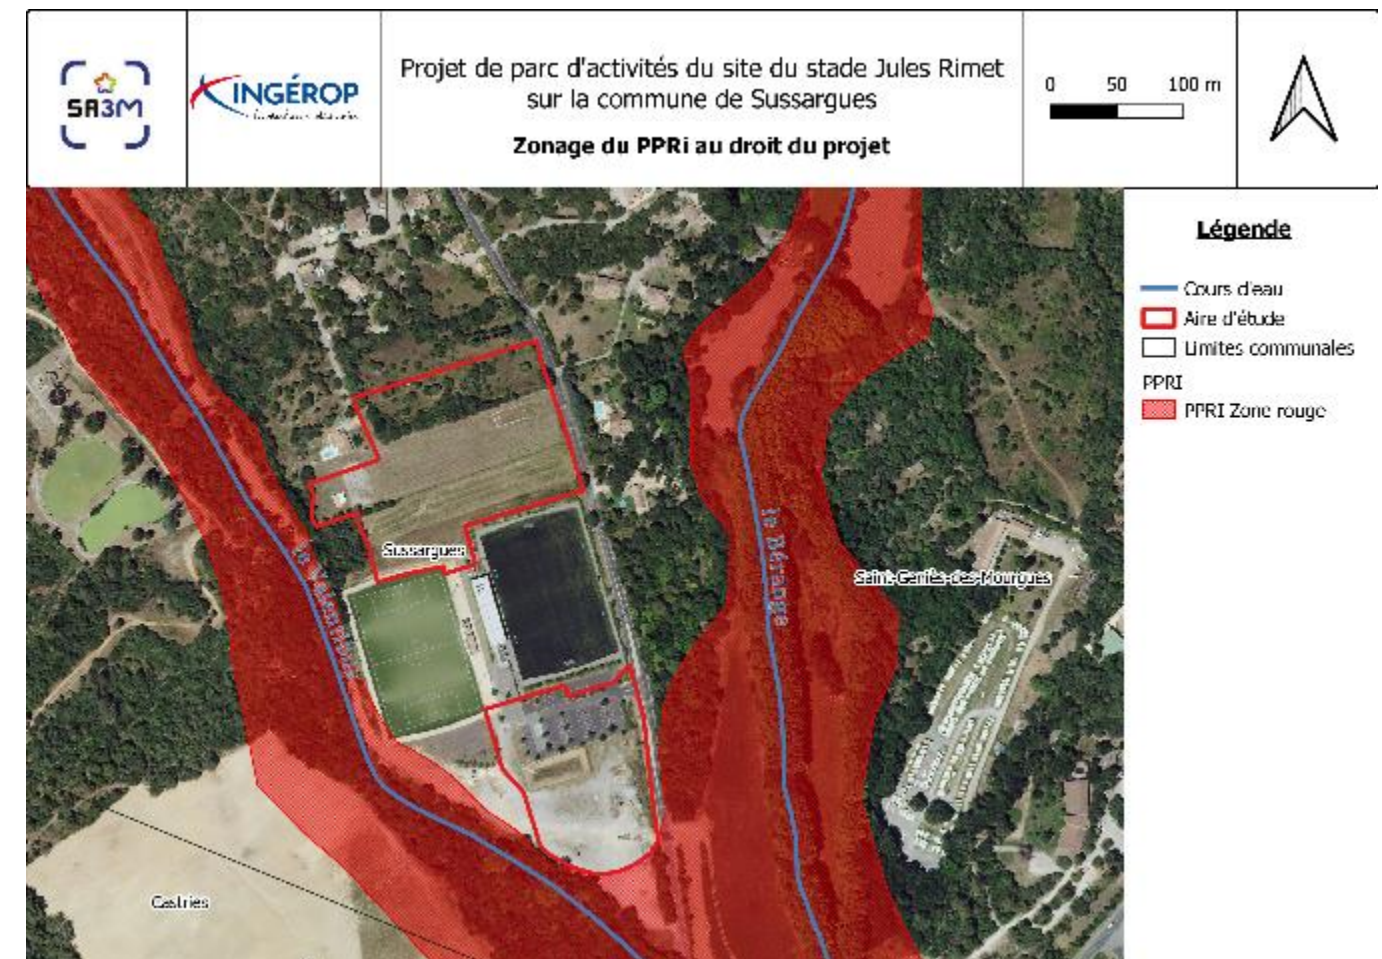 SA3M
INGÉROP
Projet de parc d'activités du site du stade Jules Rimet
sur la commune de Sussargues
Zonage du PPRi au droit du projet
0 50 100 m
Légende
Cours d'eau
Aire d'étude
Limites communales
PPRI
PPRI Zone rouge
Sussargues
le Bérange
Saint-Geniès-des-Mourgues
Castries